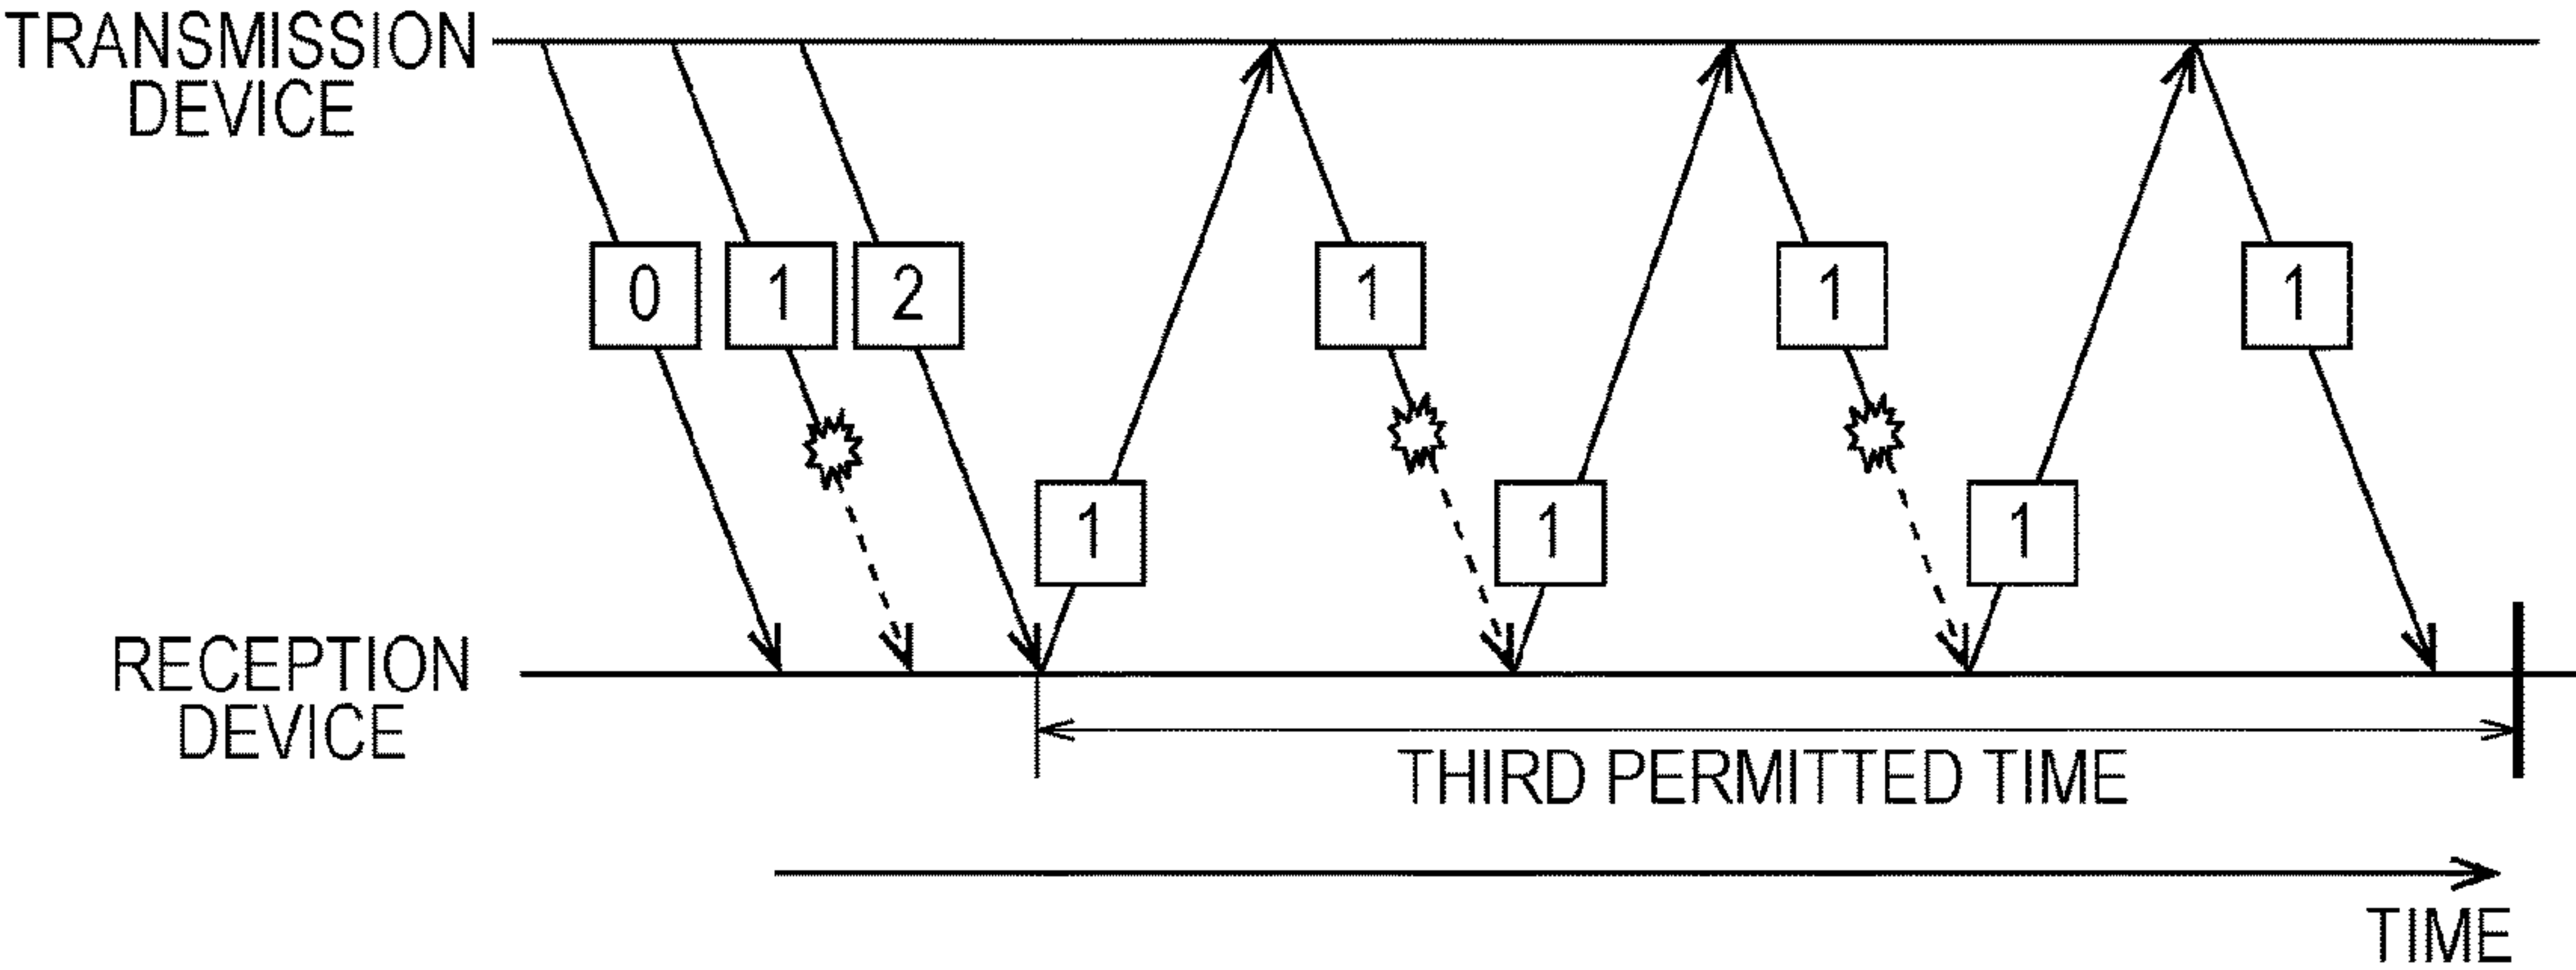 TRANSMISSION
DEVICE
0 1 2 1 1 1
1 1 1
RECEPTION
DEVICE
THIRD PERMITTED TIME
TIME